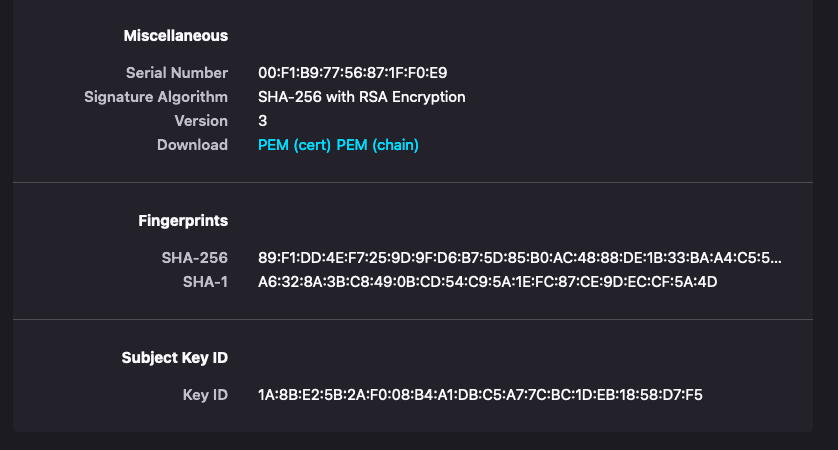 Miscellaneous
Serial Number 00:F1:B9:77:56:87:1F:F0:E9
Signature Algorithm SHA-256 with RSA Encryption
Version 3
Download PEM (cert) PEM (chain)
Fingerprints
SHA-256 89:F1:DD:4E:F7:25:9D:9F:D6:B7:5D:85:B0:AC:48:88:DE:1B:33:BA:A4:C5:5...
SHA-1 A6:32:8A:3B:C8:49:0B:CD:54:C9:5A:1E:FC:87:CE:9D:EC:CF:5A:4D
Subject Key ID
Key ID 1A:8B:E2:5B:2A:F0:08:B4:A1:DB:C5:A7:7C:BC:1D:EB:18:58:D7:F5